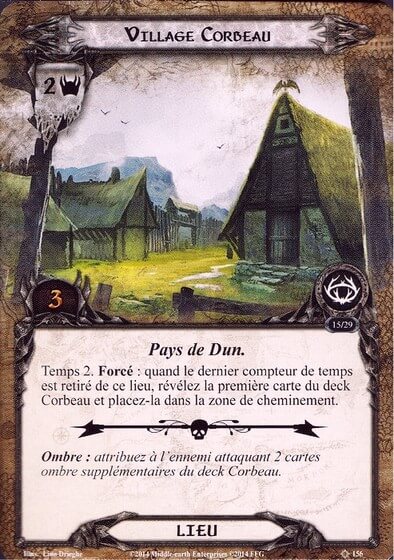 Village Corbeau
2
3
15/29
Pays de Dun.
Temps 2. Forcé : quand le dernier compteur de temps
est retiré de ce lieu, révélez la première carte du deck
Corbeau et placez-la dans la zone de cheminement.
Ombre : attribuez à l'ennemi attaquant 2 cartes
ombre supplémentaires du deck Corbeau.
LIEU
Illus. Lino Drieghe ©2014 Middle-earth Enterprises ©2014 FFG 156